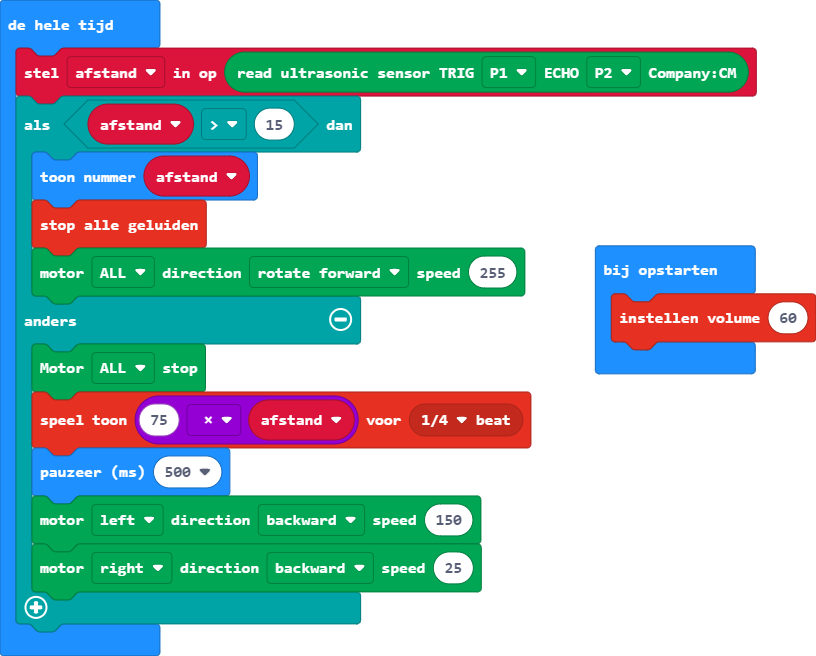 de hele tijd
stel afstand in op read ultrasonic sensor TRIG P1 ECHO P2 Company:CM
als afstand > 15 dan
toon nummer afstand
stop alle geluiden
motor ALL direction rotate forward speed 255
anders
Motor ALL stop
speel toon 75 × afstand voor 1/4 beat
pauzeer (ms) 500
motor left direction backward speed 150
motor right direction backward speed 25
bij opstarten
instellen volume 60